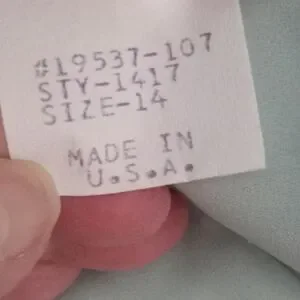 #19537-107
STY-1417
SIZE-14
MADE IN
U.S.A.